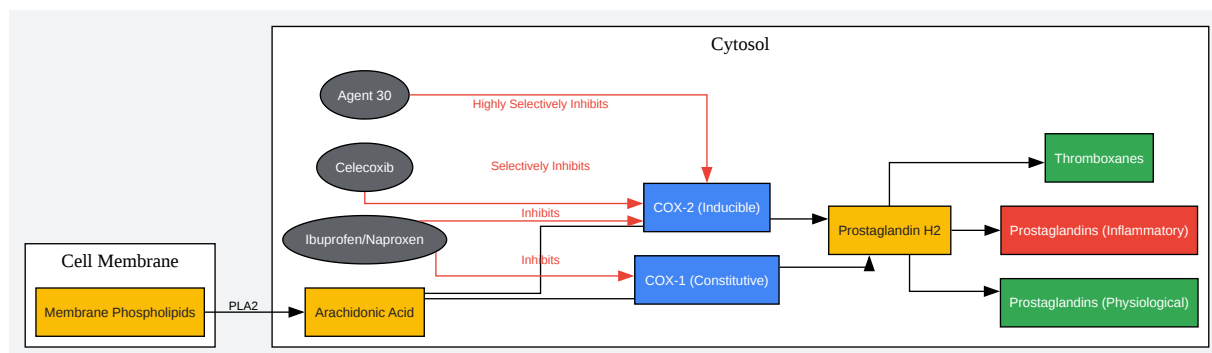 Cytosol
Agent 30
Highly Selectively Inhibits
Celecoxib
Selectively Inhibits
Thromboxanes
COX-2 (Inducible)
Inhibits
Ibuprofen/Naproxen
Prostaglandin H2
Prostaglandins (Inflammatory)
Cell Membrane
Inhibits
COX-1 (Constitutive)
Membrane Phospholipids
PLA2
Arachidonic Acid
Prostaglandins (Physiological)